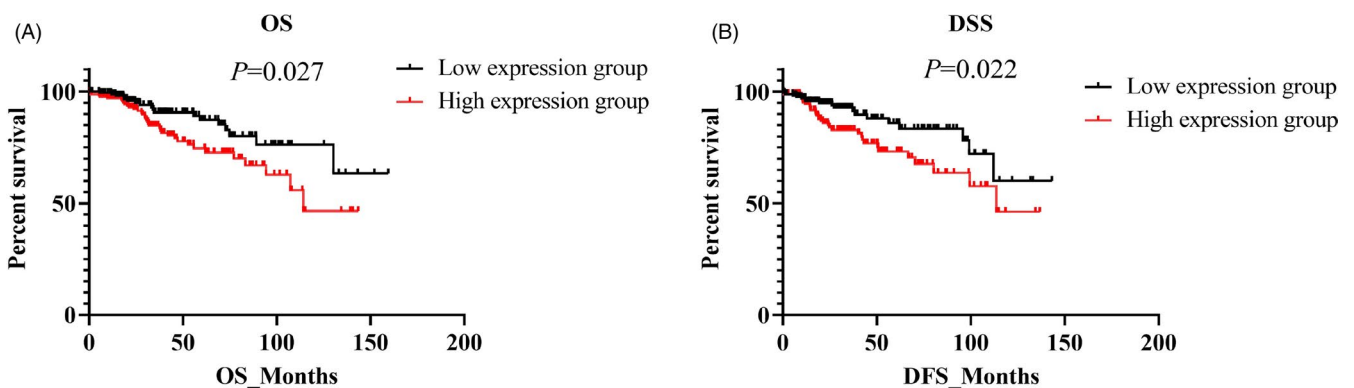 (A)
OS
P=0.027
Low expression group
High expression group
Percent survival
100
50
0
0 50 100 150 200
OS_Months
(B)
DSS
P=0.022
Low expression group
High expression group
Percent survival
100
50
0
0 50 100 150 200
DFS_Months